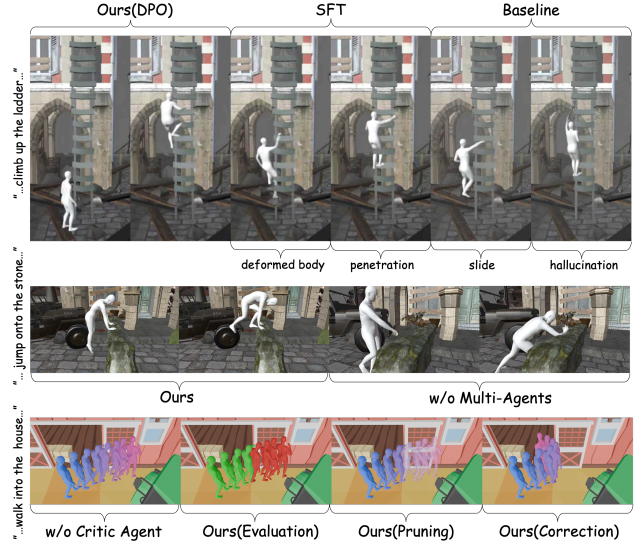 Ours(DPO) SFT Baseline
"...climb up the ladder..."
deformed body penetration slide hallucination
"... jump onto the stone..."
Ours w/o Multi-Agents
"...walk into the house..."
w/o Critic Agent Ours(Evaluation) Ours(Pruning) Ours(Correction)